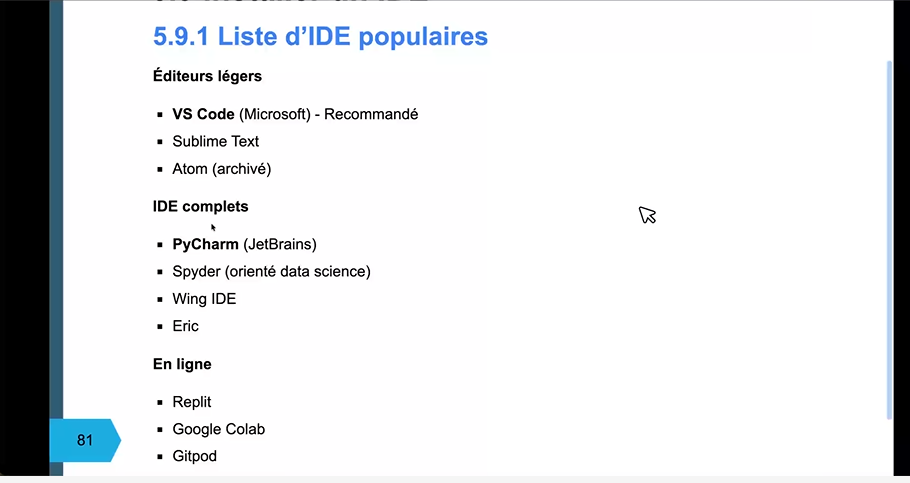 5.9.1 Liste d’IDE populaires
Éditeurs légers
▪ VS Code (Microsoft) - Recommandé
▪ Sublime Text
▪ Atom (archivé)
IDE complets
▪ PyCharm (JetBrains)
▪ Spyder (orienté data science)
▪ Wing IDE
▪ Eric
En ligne
▪ Replit
▪ Google Colab
▪ Gitpod
81